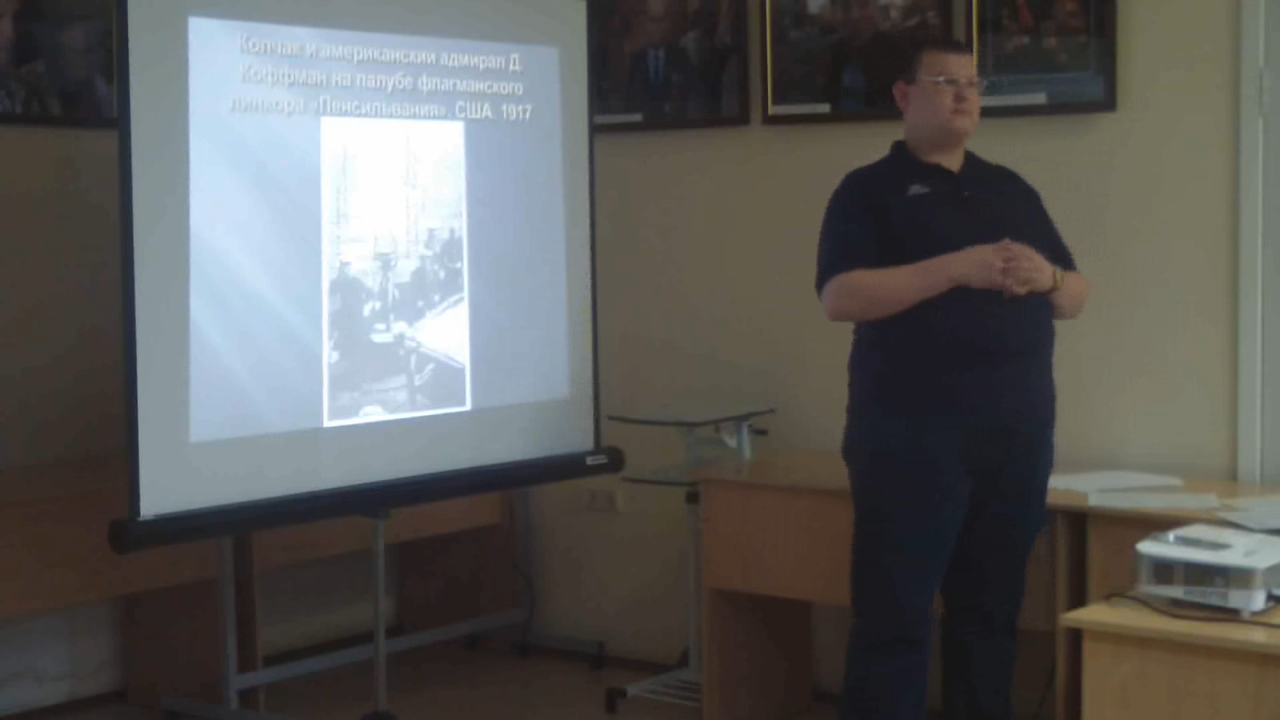 Колчак и американский адмирал Д.
Коффман на палубе флагманского
линкора «Пенсильвания». США. 1917